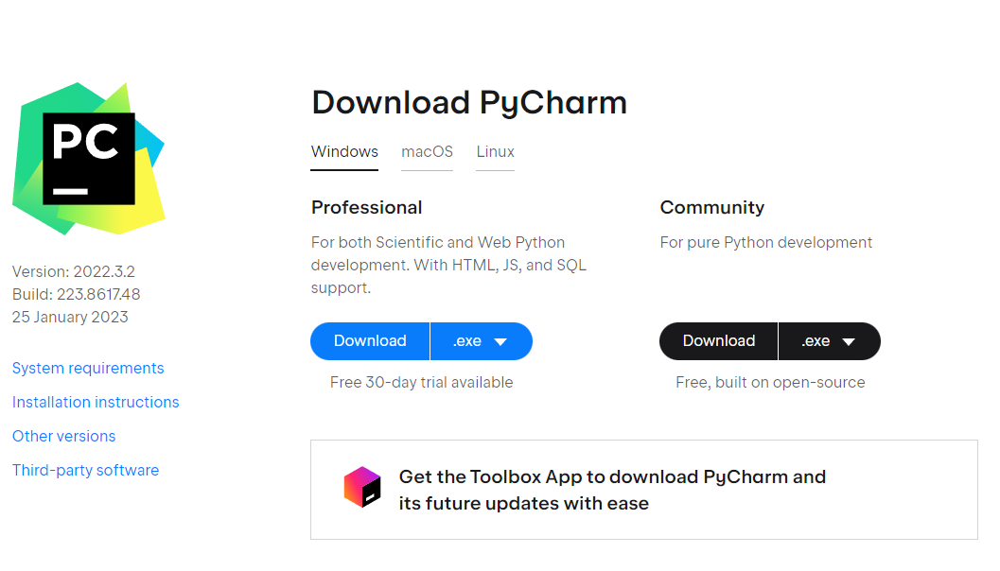 PC
Version: 2022.3.2
Build: 223.8617.48
25 January 2023
System requirements
Installation instructions
Other versions
Third-party software
Download PyCharm
Windows macOS Linux
Professional
For both Scientific and Web Python
development. With HTML, JS, and SQL
support.
Download .exe
Free 30-day trial available
Community
For pure Python development
Download .exe
Free, built on open-source
Get the Toolbox App to download PyCharm and
its future updates with ease